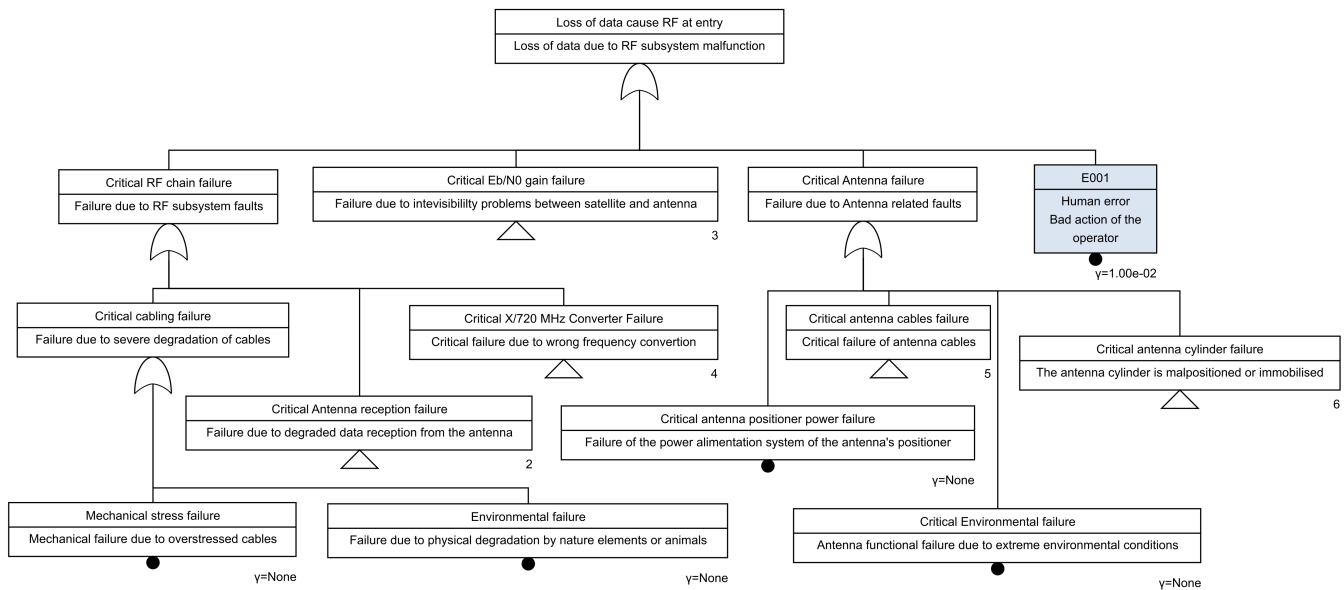 Loss of data cause RF at entry
Loss of data due to RF subsystem malfunction
Critical RF chain failure
Failure due to RF subsystem faults
Critical Eb/N0 gain failure
Failure due to intevisibililty problems between satellite and antenna
3
Critical Antenna failure
Failure due to Antenna related faults
E001
Human error
Bad action of the
operator
γ=1.00e-02
Critical cabling failure
Failure due to severe degradation of cables
Critical X/720 MHz Converter Failure
Critical failure due to wrong frequency convertion
4
Critical antenna cables failure
Critical failure of antenna cables
5
Critical antenna cylinder failure
The antenna cylinder is malpositioned or immobilised
6
Critical Antenna reception failure
Failure due to degraded data reception from the antenna
2
Critical antenna positioner power failure
Failure of the power alimentation system of the antenna's positioner
γ=None
Mechanical stress failure
Mechanical failure due to overstressed cables
γ=None
Environmental failure
Failure due to physical degradation by nature elements or animals
γ=None
Critical Environmental failure
Antenna functional failure due to extreme environmental conditions
γ=None